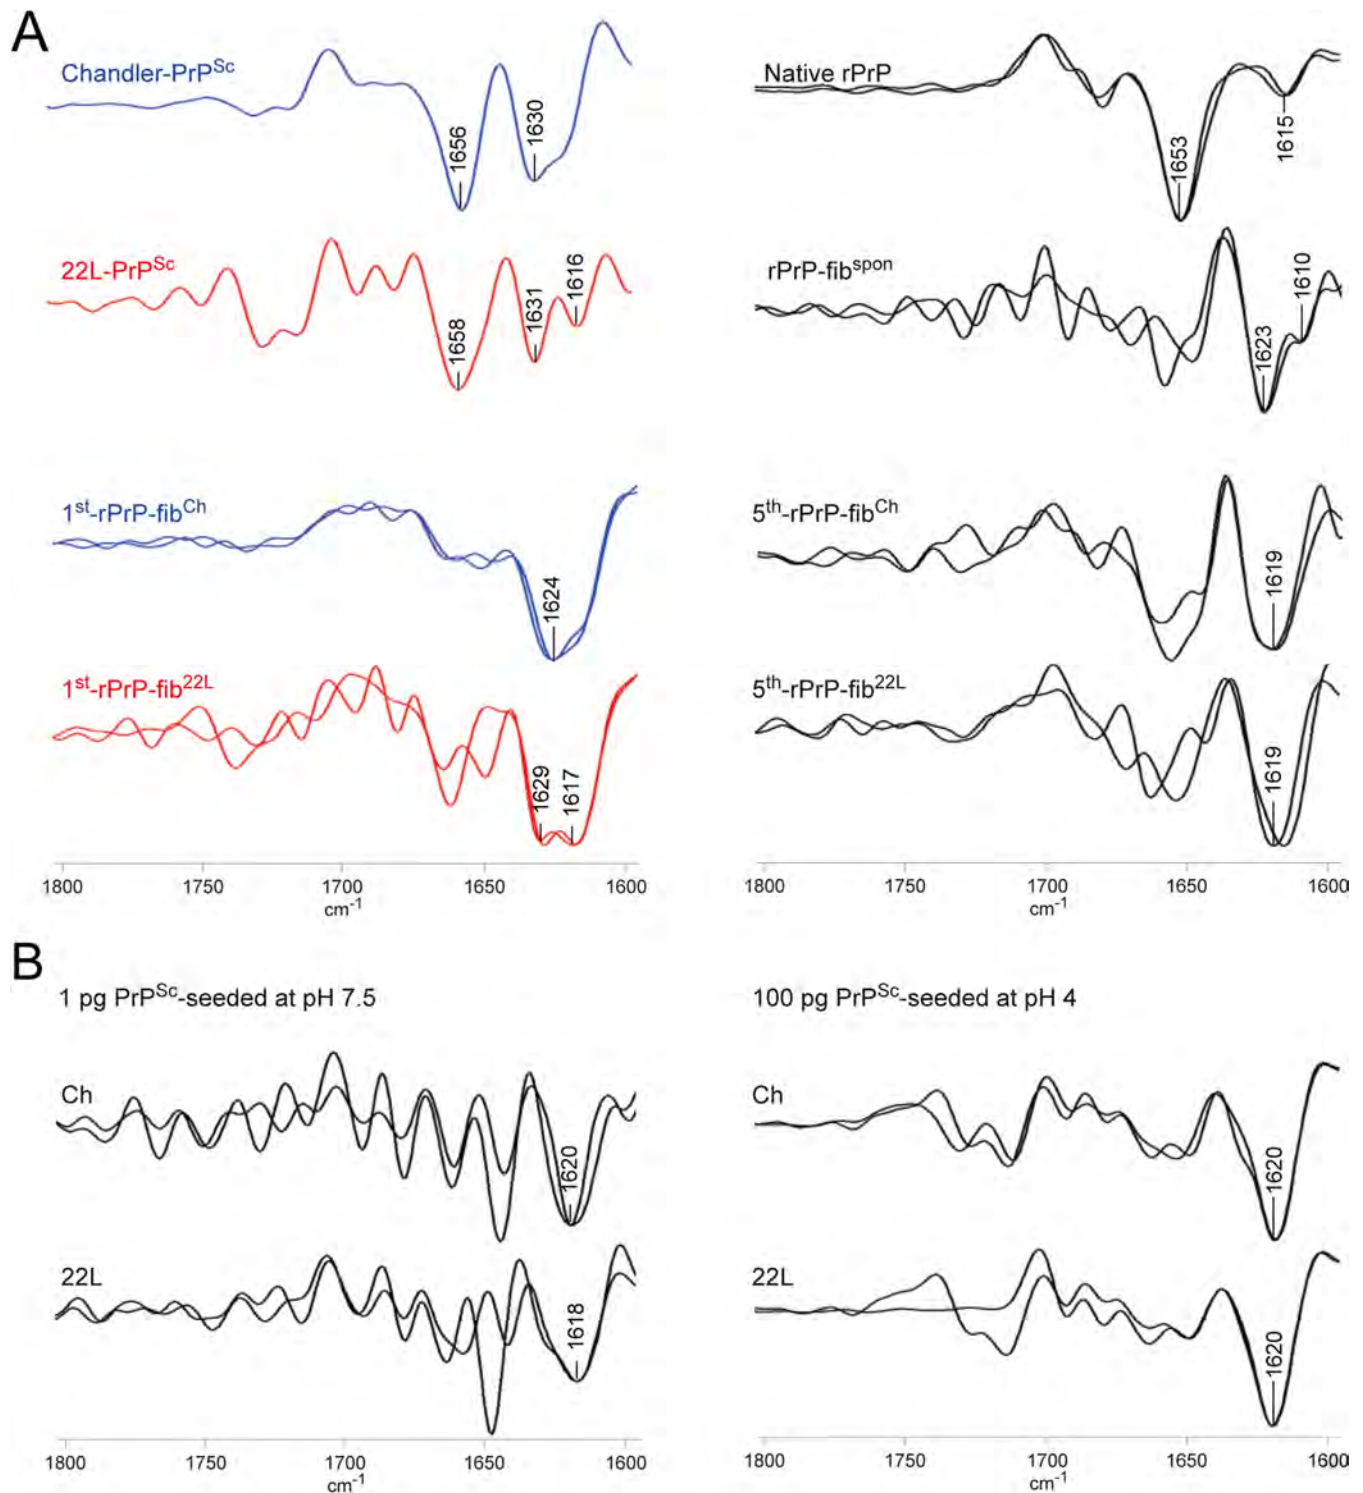 A
Chandler-PrP^Sc
1656
1630
Native rPrP
1653
1615
22L-PrP^Sc
1658
1631
1616
rPrP-fib^spon
1623
1610
1^st-rPrP-fib^Ch
1624
5^th-rPrP-fib^Ch
1619
1^st-rPrP-fib^22L
1629
1617
5^th-rPrP-fib^22L
1619
1800 1750 1700 1650 1600
cm^-1
1800 1750 1700 1650 1600
cm^-1
B
1 pg PrP^Sc-seeded at pH 7.5
100 pg PrP^Sc-seeded at pH 4
Ch
1620
Ch
1620
22L
1618
22L
1620
1800 1750 1700 1650 1600
cm^-1
1800 1750 1700 1650 1600
cm^-1